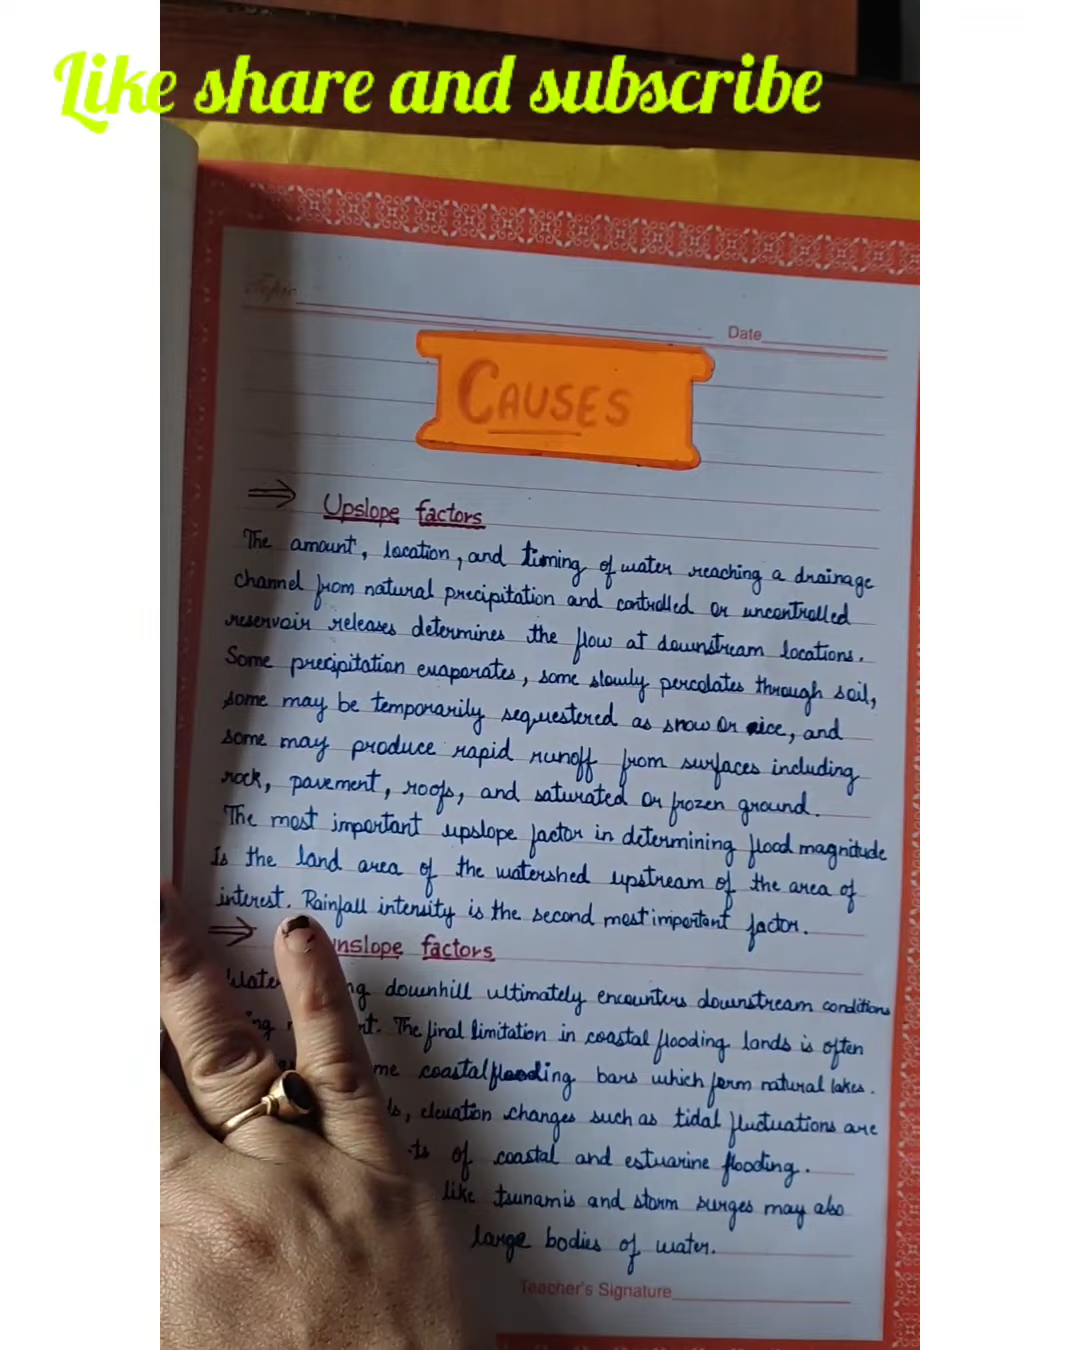 Like share and subscribe
Date
CAUSES
⇒ Upslope factors
The amount, location, and timing of water reaching a drainage
channel from natural precipitation and controlled or uncontrolled
reservoir releases determines the flow at downstream locations.
Some precipitation evaporates, some slowly percolates through soil,
some may be temporarily sequestered as snow or ice, and
some may produce rapid runoff from surfaces including
rock, pavement, roofs, and saturated or frozen ground.
The most important upslope factor in determining flood magnitude
Is the land area of the watershed upstream of the area of
interest. Rainfall intensity is the second most important factor.
⇒ factors
downhill ultimately encounters downstream conditions
The final limitation in coastal flooding lands is often
coastal flooding bars which form natural lakes.
elevation changes such as tidal fluctuations are
of coastal and estuarine flooding.
like tsunamis and storm surges may also
large bodies of water.
Teacher's Signature